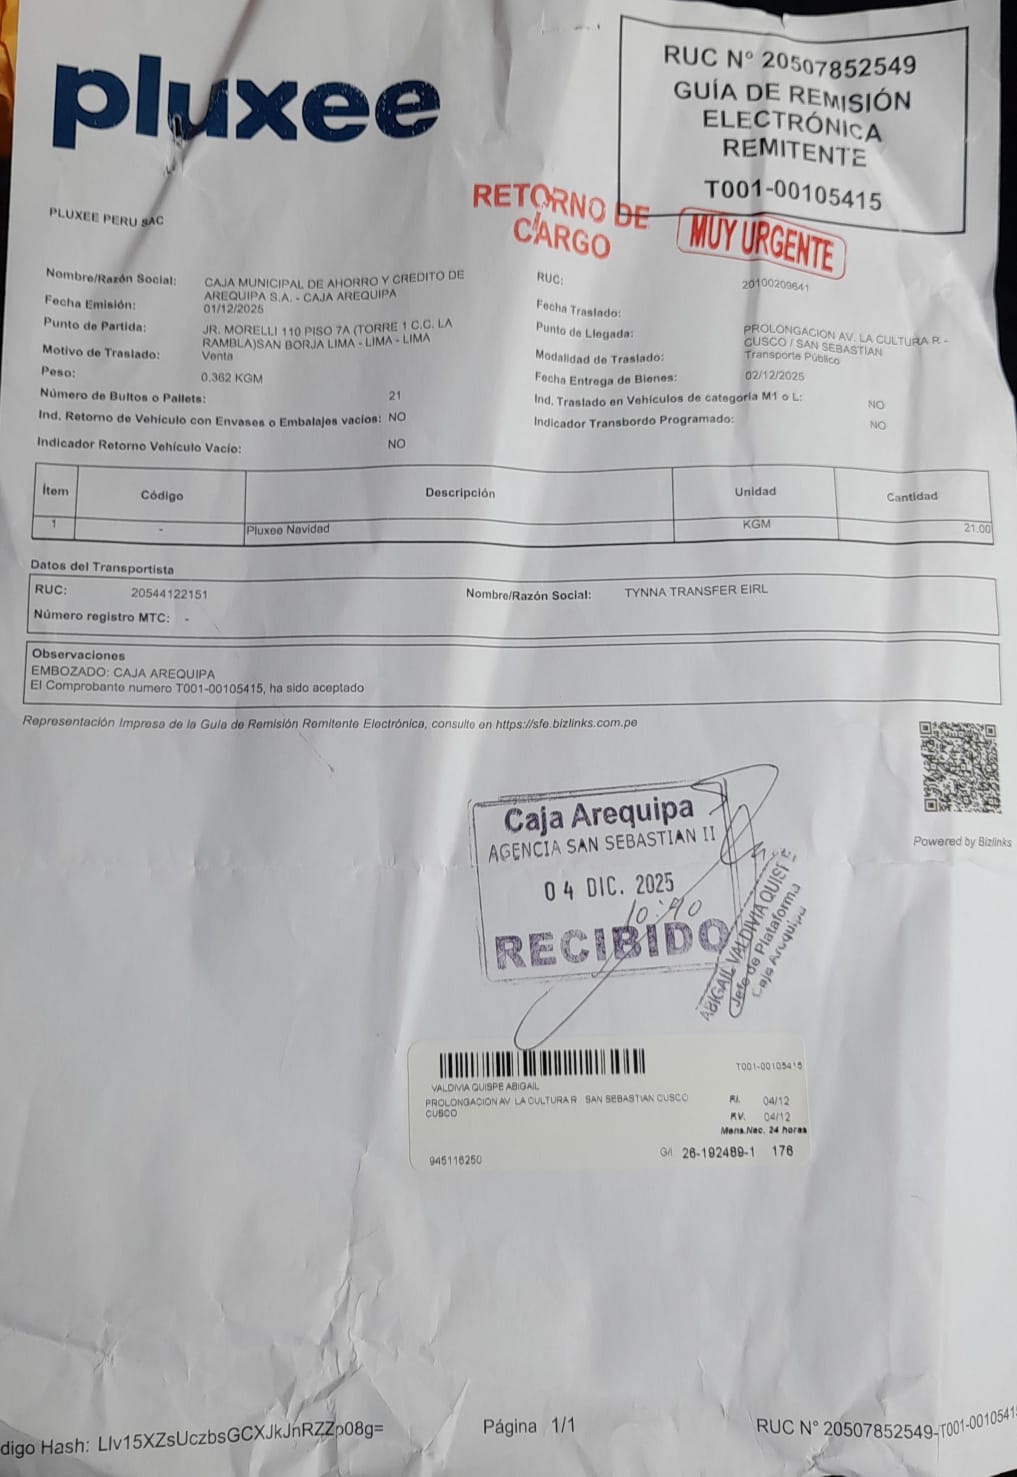 pluxee
RUC Nº 20507852549
GUÍA DE REMISIÓN
ELECTRÓNICA
REMITENTE
T001-00105415
RETORNO DE
CARGO
MUY URGENTE
PLUXEE PERU SAC
Nombre/Razón Social: CAJA MUNICIPAL DE AHORRO Y CREDITO DE
AREQUIPA S.A. - CAJA AREQUIPA
RUC: 20100209641
Fecha Emisión: 01/12/2025
Fecha Traslado:
Punto de Partida: JR. MORELLI 110 PISO 7A (TORRE 1 C.C. LA
RAMBLA)SAN BORJA LIMA - LIMA - LIMA
Punto de Llegada: PROLONGACION AV. LA CULTURA R -
CUSCO / SAN SEBASTIAN
Motivo de Traslado: Venta
Modalidad de Traslado: Transporte Público
Peso: 0.362 KGM
Fecha Entrega de Bienes: 02/12/2025
Número de Bultos o Pallets: 21
Ind. Traslado en Vehículos de categoría M1 o L: NO
Ind. Retorno de Vehículo con Envases o Embalajes vacíos: NO
Indicador Transbordo Programado: NO
Indicador Retorno Vehículo Vacío: NO
Ítem Código Descripción Unidad Cantidad
1 - Pluxee Navidad KGM 21.00
Datos del Transportista
RUC: 20544122151 Nombre/Razón Social: TYNNA TRANSFER EIRL
Número registro MTC: -
Observaciones
EMBOZADO: CAJA AREQUIPA
El Comprobante numero T001-00105415, ha sido aceptado
Representación Impresa de la Guía de Remisión Remitente Electrónica, consulte en https://sfe.bizlinks.com.pe
Powered by Bizlinks
Caja Arequipa
AGENCIA SAN SEBASTIAN II
04 DIC. 2025
10:40
RECIBIDO
ABIGAIL VALDIVIA QUISPE
Jefe de Plataforma
Caja Arequipa
T001-00105415
VALDIVIA QUISPE ABIGAIL
PROLONGACION AV. LA CULTURA R SAN SEBASTIAN CUSCO
CUSCO
R.I. 04/12
R.V. 04/12
Mens.Nac. 24 horas
945116250
G/I 26-192489-1 176
digo Hash: LIv15XZsUczbsGCXJkJnRZZp08g=
Página 1/1
RUC N° 20507852549-T001-0010541